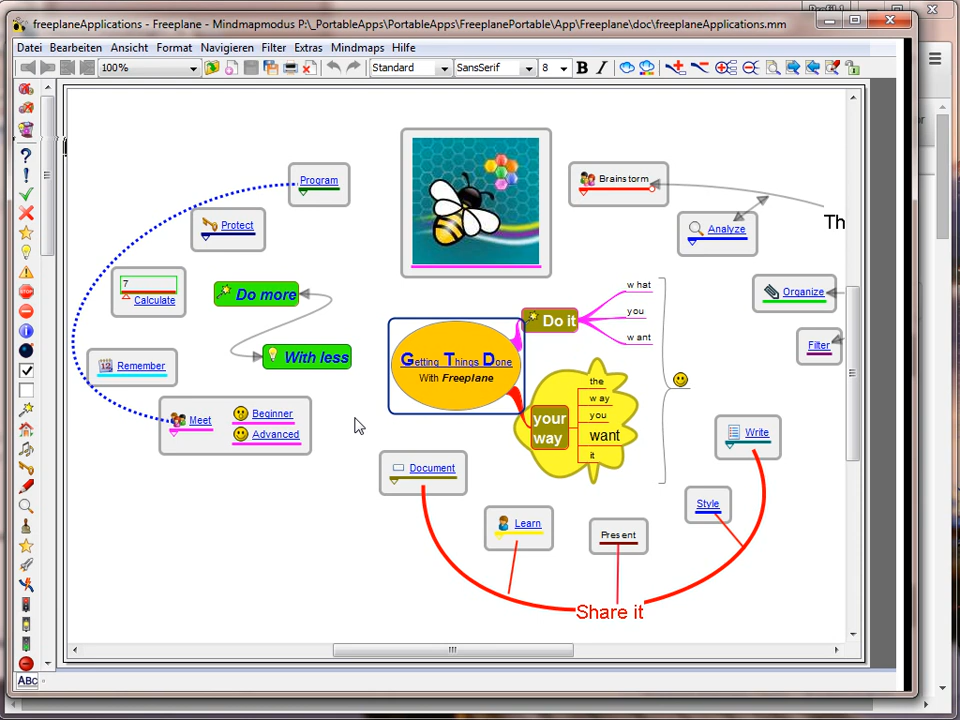 freeplaneApplications - Freeplane - Mindmapmodus P:\_PortableApps\PortableApps\FreeplanePortable\App\Freeplane\doc\freeplaneApplications.mm
Datei Bearbeiten Ansicht Format Navigieren Filter Extras Mindmaps Hilfe
100% Standard SansSerif 8 B I
Program
Brainstorm
Protect
Analyze
Th
7
Calculate
Do more
what
Organize
Do it
you
want
Filter
With less
Getting Things Done
With Freeplane
Remember
the
way
you
your
way
want
it
Meet
Beginner
Advanced
Write
Document
Style
Learn
Present
Share it
STOP
ABC